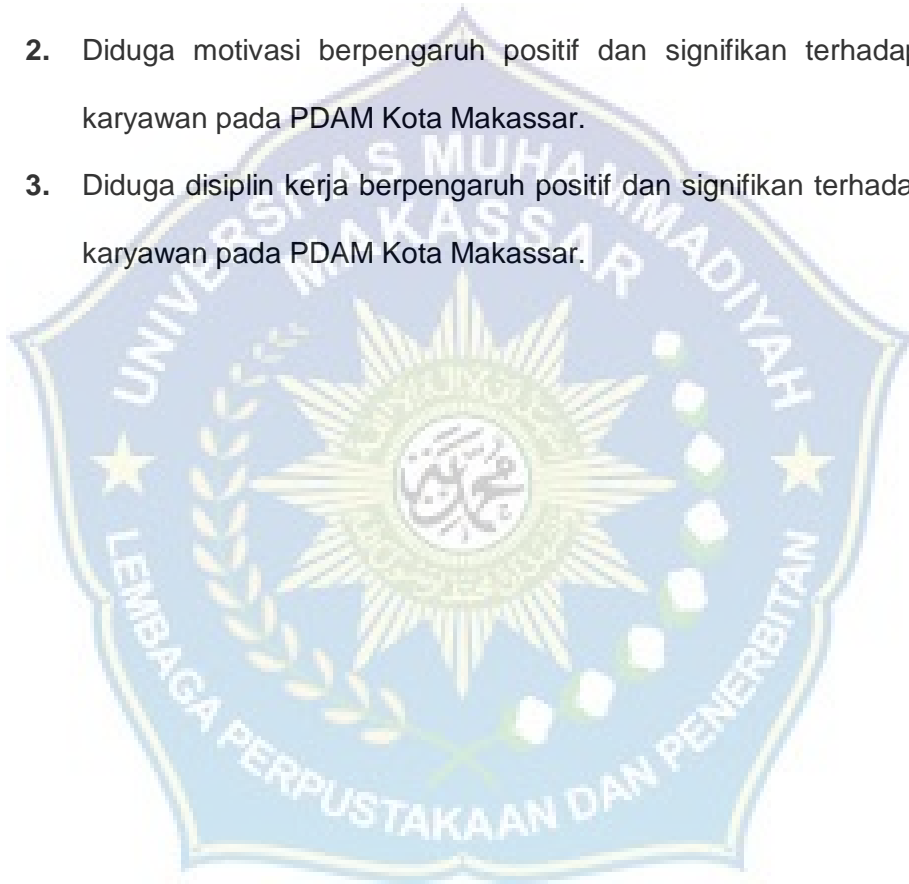 2. Diduga motivasi berpengaruh positif dan signifikan terhadap
karyawan pada PDAM Kota Makassar.
3. Diduga disiplin kerja berpengaruh positif dan signifikan terhada
karyawan pada PDAM Kota Makassar.
UNIVERSITAS MUHAMMADIYAH
MAKASSAR
LEMBAGA PERPUSTAKAAN DAN PENERBITAN